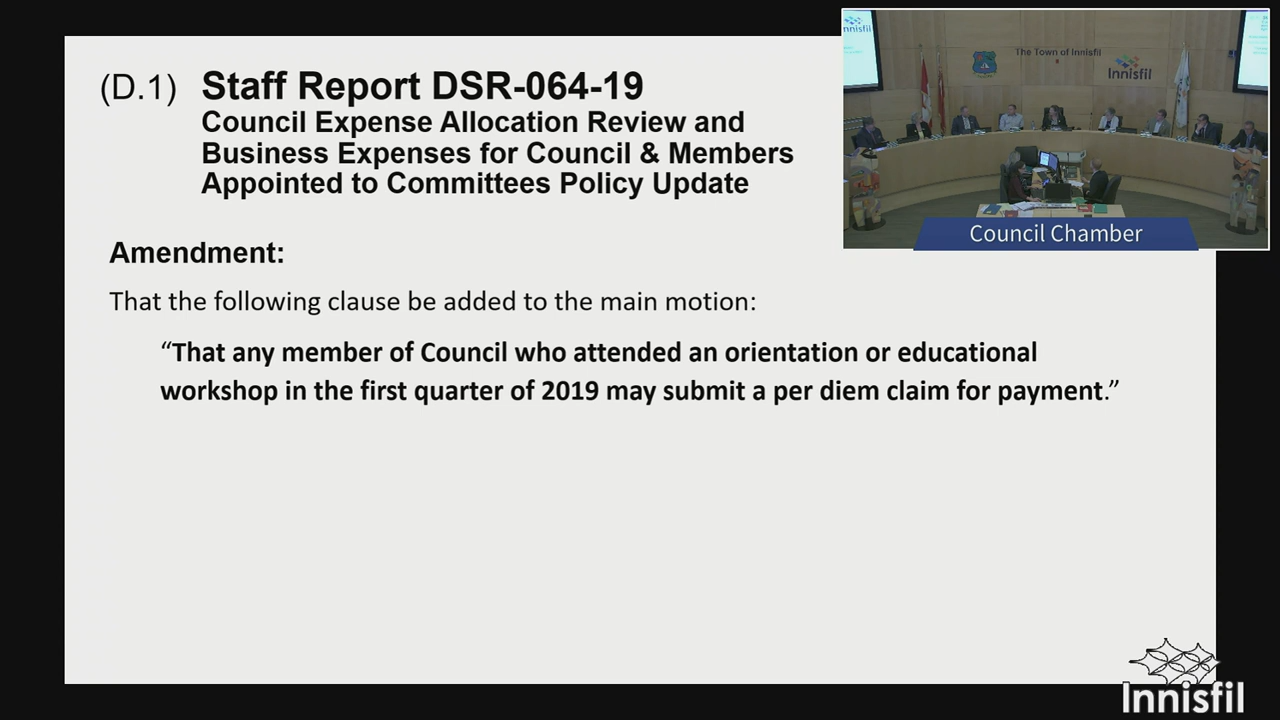 (D.1) Staff Report DSR-064-19
Council Expense Allocation Review and
Business Expenses for Council & Members
Appointed to Committees Policy Update
Amendment:
That the following clause be added to the main motion:
“That any member of Council who attended an orientation or educational
workshop in the first quarter of 2019 may submit a per diem claim for payment.”
The Town of Innisfil
Innisfil
Innisfil
Council Chamber
Innisfil